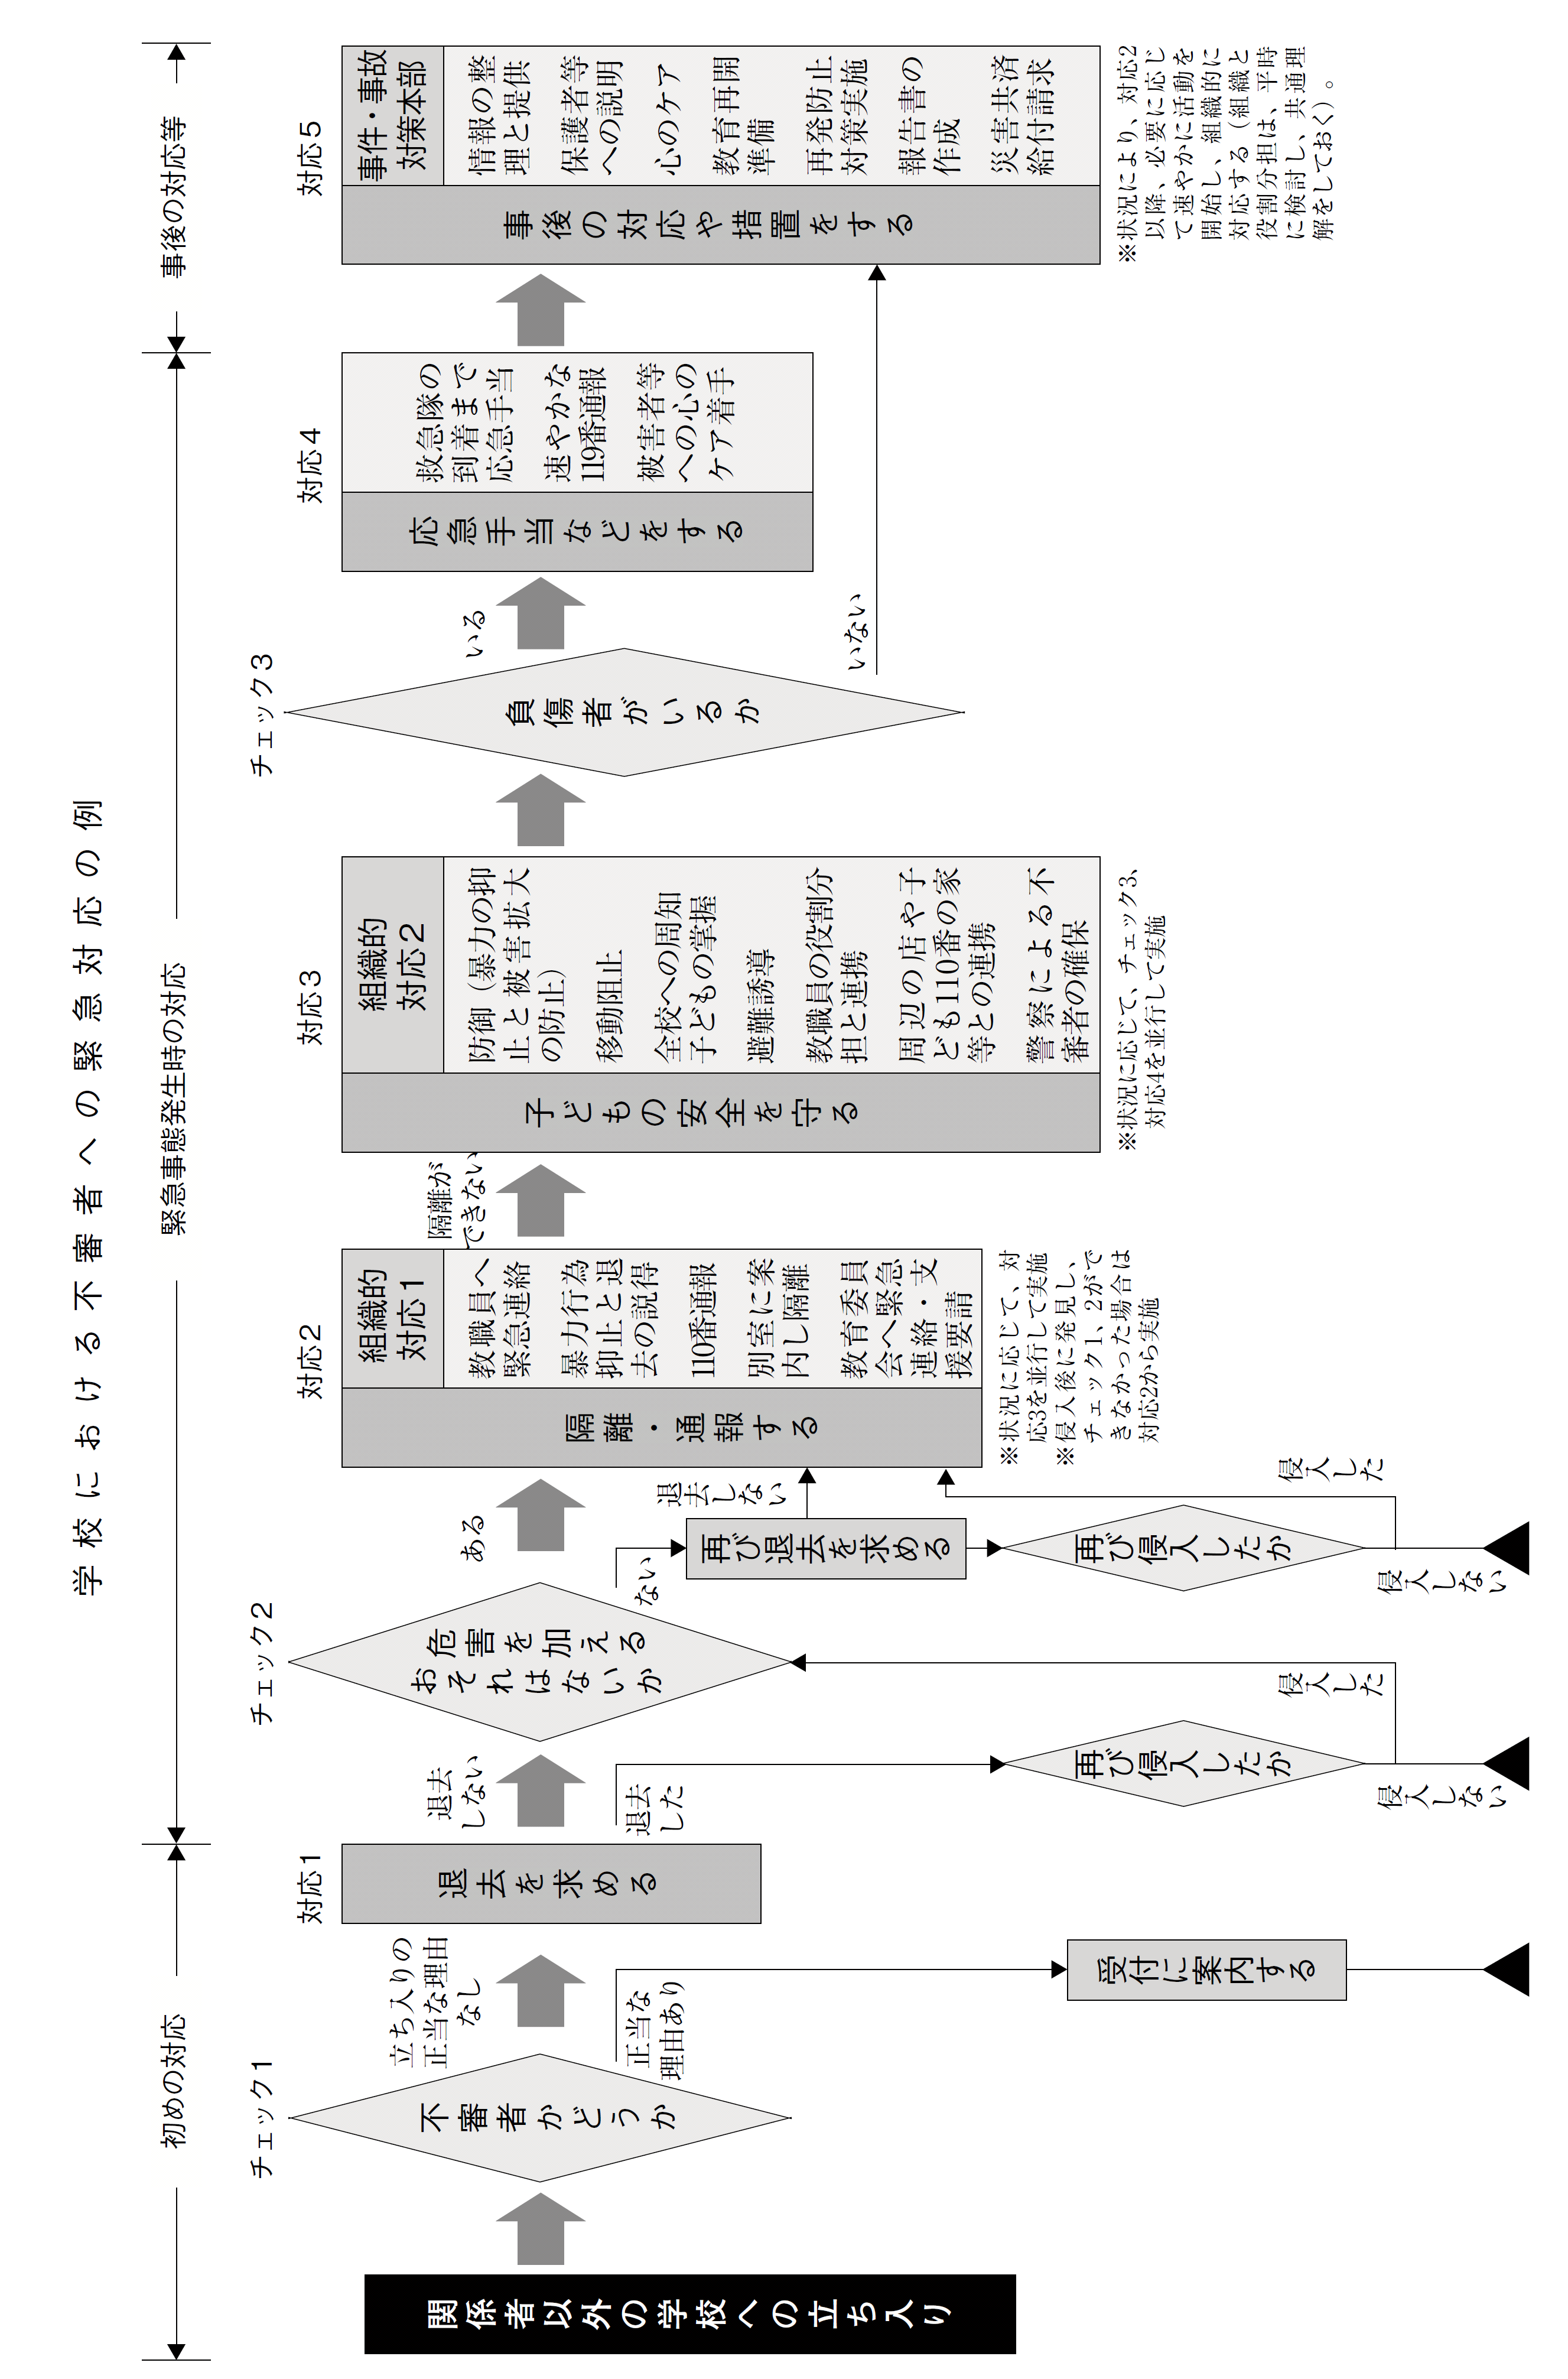 学校における不審者への緊急対応の例
初めの対応
緊急事態発生時の対応
事後の対応等
関係者以外の学校への立ち入り
チェック1
不審者かどうか
立ち入りの
正当な理由
なし
正当な
理由あり
受付に案内する
対応1
退去を求める
退去
しない
退去
した
再び侵入したか
侵入した
侵入しない
チェック2
危害を加える
おそれはないか
ある
ない
再び退去を求める
退去しない
再び侵入したか
侵入した
侵入しない
対応2
隔離・通報する
組織的
対応1
教職員へ
緊急連絡
暴力行為
抑止と退
去の説得
110番通報
別室に案
内し隔離
教育委員
会へ緊急
連絡・支
援要請
※状況に応じて、対
応3を並行して実施
※侵入後に発見し、
チェック1、2がで
きなかった場合は
対応2から実施
隔離が
できない
対応3
子どもの安全を守る
組織的
対応2
防御（暴力の抑
止と被害拡大
の防止）
移動阻止
全校への周知
子どもの掌握
避難誘導
教職員の役割分
担と連携
周辺の店や子
ども110番の家
等との連携
警察による不
審者の確保
※状況に応じて、チェック3、
対応4を並行して実施
チェック3
負傷者がいるか
いる
いない
対応4
応急手当などをする
救急隊の
到着まで
応急手当
速やかな
119番通報
被害者等
への心の
ケア着手
対応5
事後の対応や措置をする
事件・事故
対策本部
情報の整
理と提供
保護者等
への説明
心のケア
教育再開
準備
再発防止
対策実施
報告書の
作成
災害共済
給付請求
※状況により、対応2
以降、必要に応じ
て速やかに活動を
開始し、組織的に
対応する（組織と
役割分担は、平時
に検討し、共通理
解をしておく）。